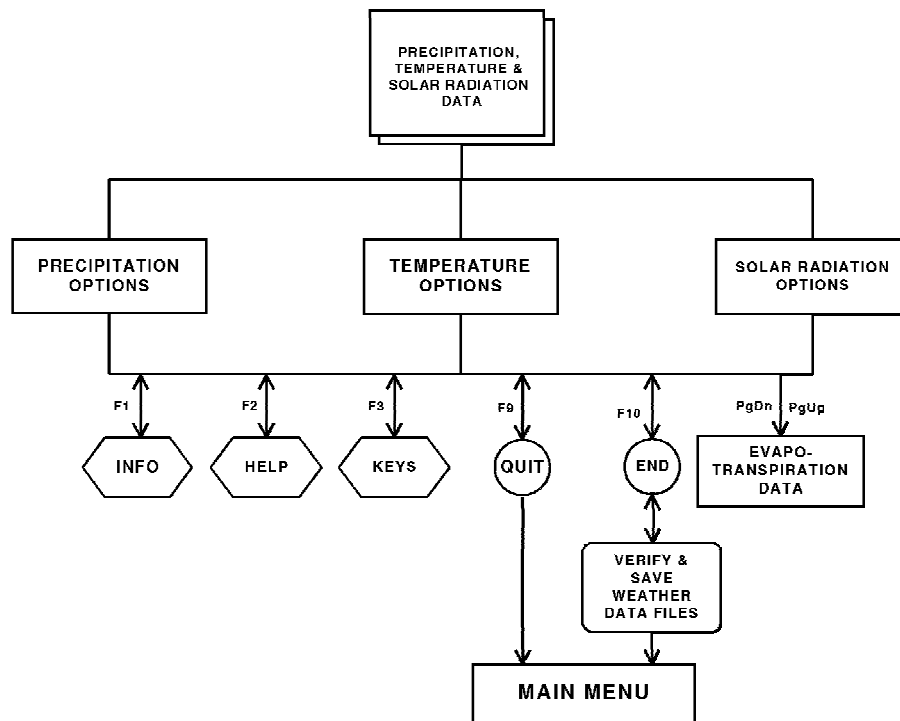 PRECIPITATION,
TEMPERATURE &
SOLAR RADIATION
DATA
PRECIPITATION
OPTIONS
TEMPERATURE
OPTIONS
SOLAR RADIATION
OPTIONS
F1
F2
F3
F9
F10
PgDn
PgUp
INFO
HELP
KEYS
QUIT
END
EVAPO-
TRANSPIRATION
DATA
VERIFY &
SAVE
WEATHER
DATA FILES
MAIN MENU